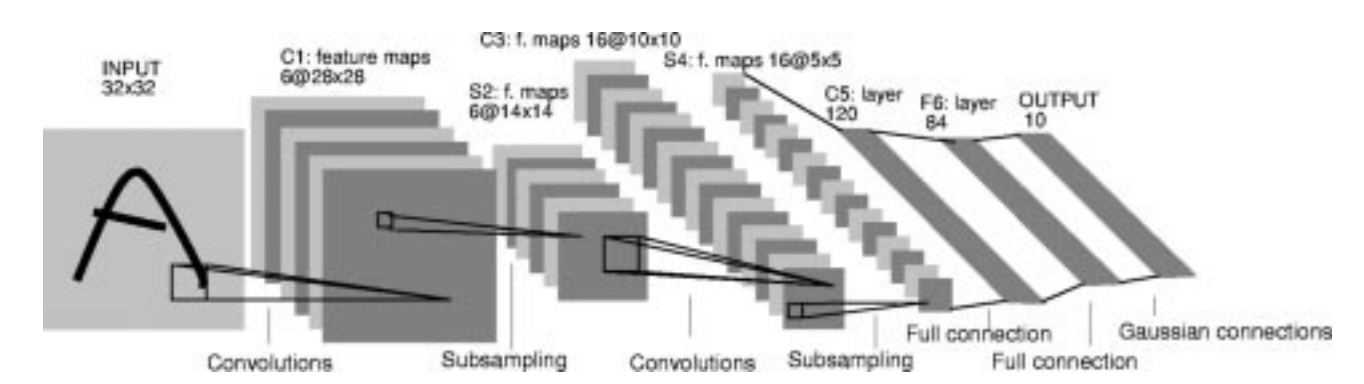 INPUT
32x32
C1: feature maps
6@28x28
S2: f. maps
6@14x14
C3: f. maps 16@10x10
S4: f. maps 16@5x5
C5: layer
120
F6: layer
84
OUTPUT
10
Convolutions
Subsampling
Convolutions
Subsampling
Full connection
Full connection
Gaussian connections
A